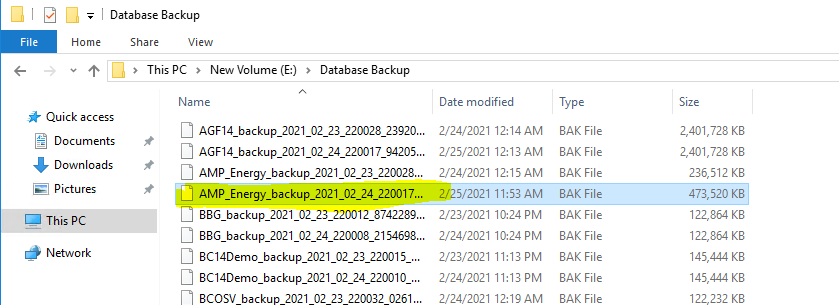 Database Backup
File Home Share View
This PC New Volume (E:) Database Backup
Name Date modified Type Size
Quick access
Documents
Downloads
Pictures
This PC
Network
AGF14_backup_2021_02_23_220028_23920... 2/24/2021 12:14 AM BAK File 2,401,728 KB
AGF14_backup_2021_02_24_220017_94205... 2/25/2021 12:13 AM BAK File 2,401,728 KB
AMP_Energy_backup_2021_02_23_220028... 2/24/2021 12:15 AM BAK File 236,512 KB
AMP_Energy_backup_2021_02_24_220017... 2/25/2021 11:53 AM BAK File 473,520 KB
BBG_backup_2021_02_23_220012_8742289... 2/23/2021 10:24 PM BAK File 122,864 KB
BBG_backup_2021_02_24_220008_2154698... 2/24/2021 10:24 PM BAK File 122,864 KB
BC14Demo_backup_2021_02_23_220015_... 2/23/2021 11:13 PM BAK File 145,444 KB
BC14Demo_backup_2021_02_24_220010_... 2/24/2021 11:13 PM BAK File 145,444 KB
BCOSV_backup_2021_02_23_220032_0261... 2/24/2021 12:19 AM BAK File 122,232 KB